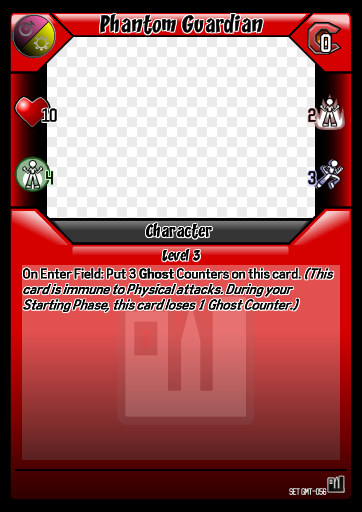 Phantom Guardian
0
10
2
4
3
Character
Level 3
On Enter Field: Put 3 Ghost Counters on this card. (This
card is immune to Physical attacks. During your
Starting Phase, this card loses 1 Ghost Counter.)
SET GMT-056